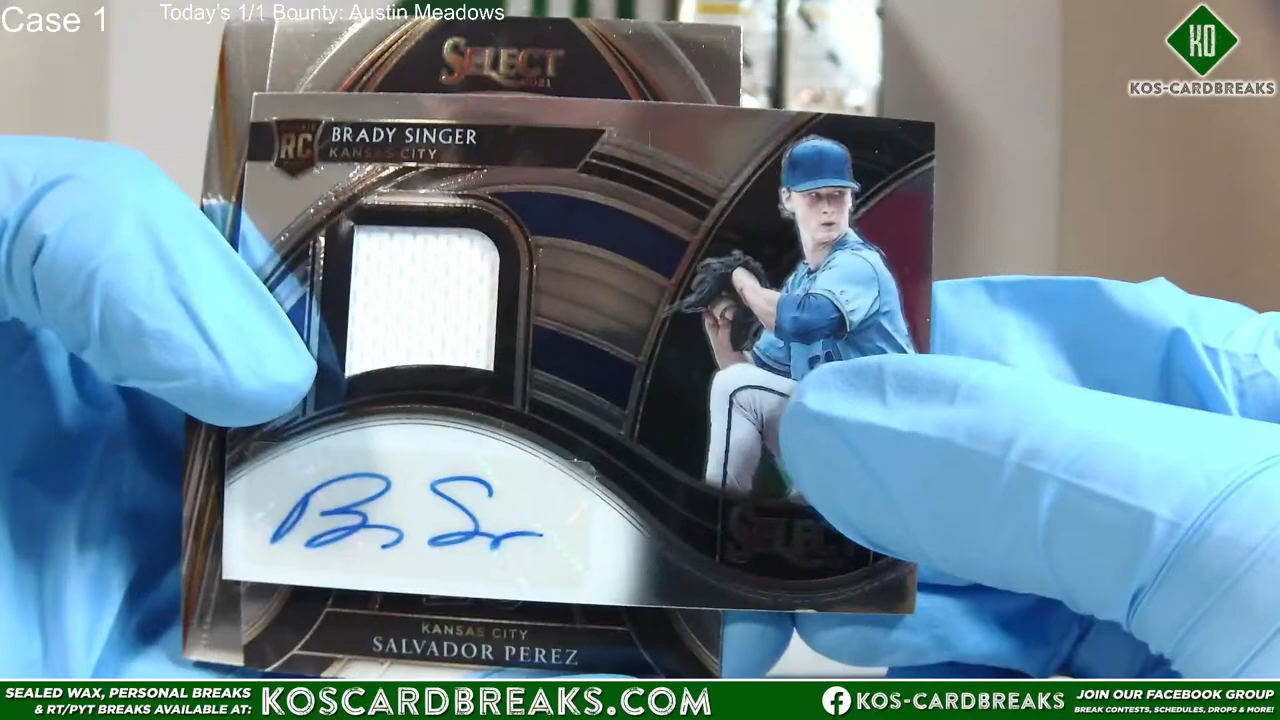 Case 1
Today's 1/1 Bounty: Austin Meadows
KO
KOS-CARDBREAKS
SELECT
2021
RC
BRADY SINGER
KANSAS CITY
SELECT
KANSAS CITY
SALVADOR PEREZ
SEALED WAX, PERSONAL BREAKS
& RT/PYT BREAKS AVAILABLE AT:
KOSCARDBREAKS.COM
KOS-CARDBREAKS
JOIN OUR FACEBOOK GROUP
BREAK CONTESTS, SCHEDULES, DROPS & MORE!